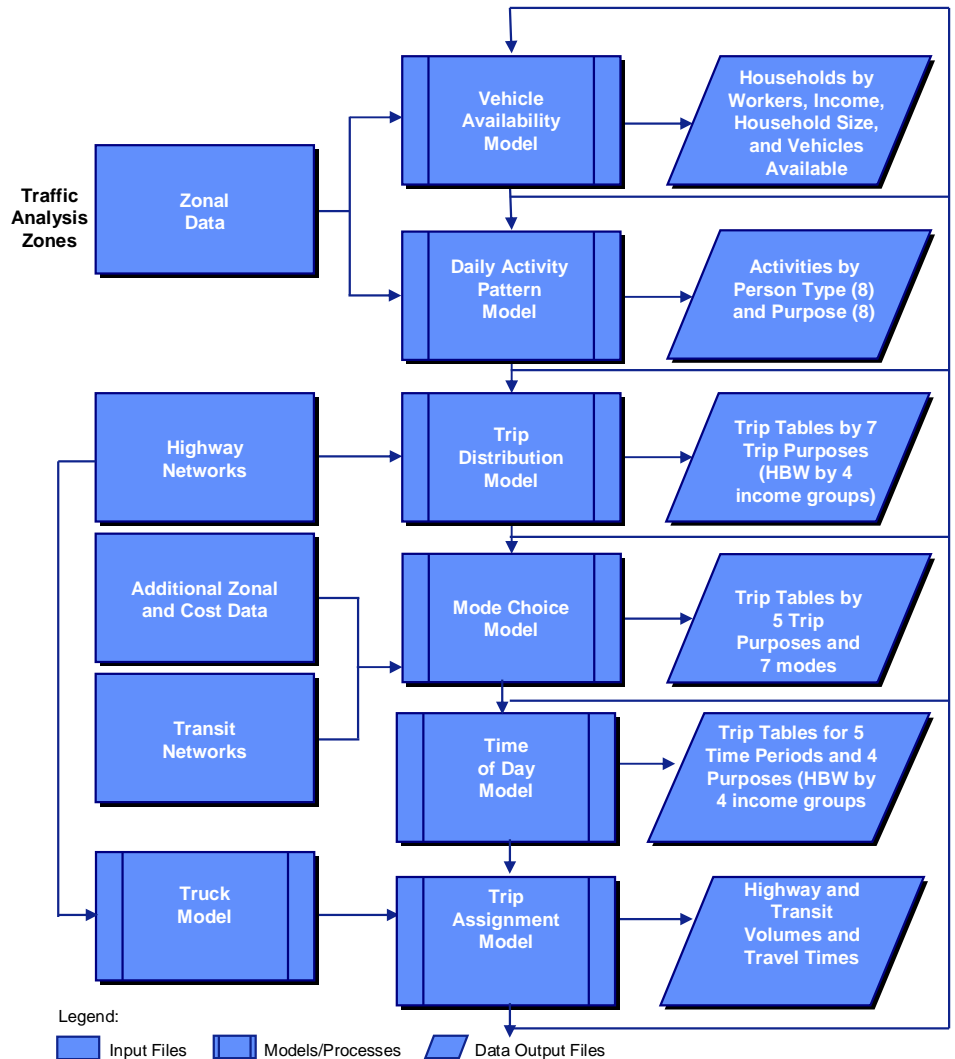 Vehicle
Availability
Model
Households by
Workers, Income,
Household Size,
and Vehicles
Available
Traffic
Analysis
Zones
Zonal
Data
Daily Activity
Pattern
Model
Activities by
Person Type (8)
and Purpose (8)
Highway
Networks
Trip
Distribution
Model
Trip Tables by 7
Trip Purposes
(HBW by 4
income groups)
Additional Zonal
and Cost Data
Mode Choice
Model
Trip Tables by
5 Trip
Purposes and
7 modes
Transit
Networks
Time
of Day
Model
Trip Tables for 5
Time Periods and 4
Purposes (HBW by
4 income groups
Truck
Model
Trip
Assignment
Model
Highway and
Transit
Volumes and
Travel Times
Legend:
Input Files
Models/Processes
Data Output Files